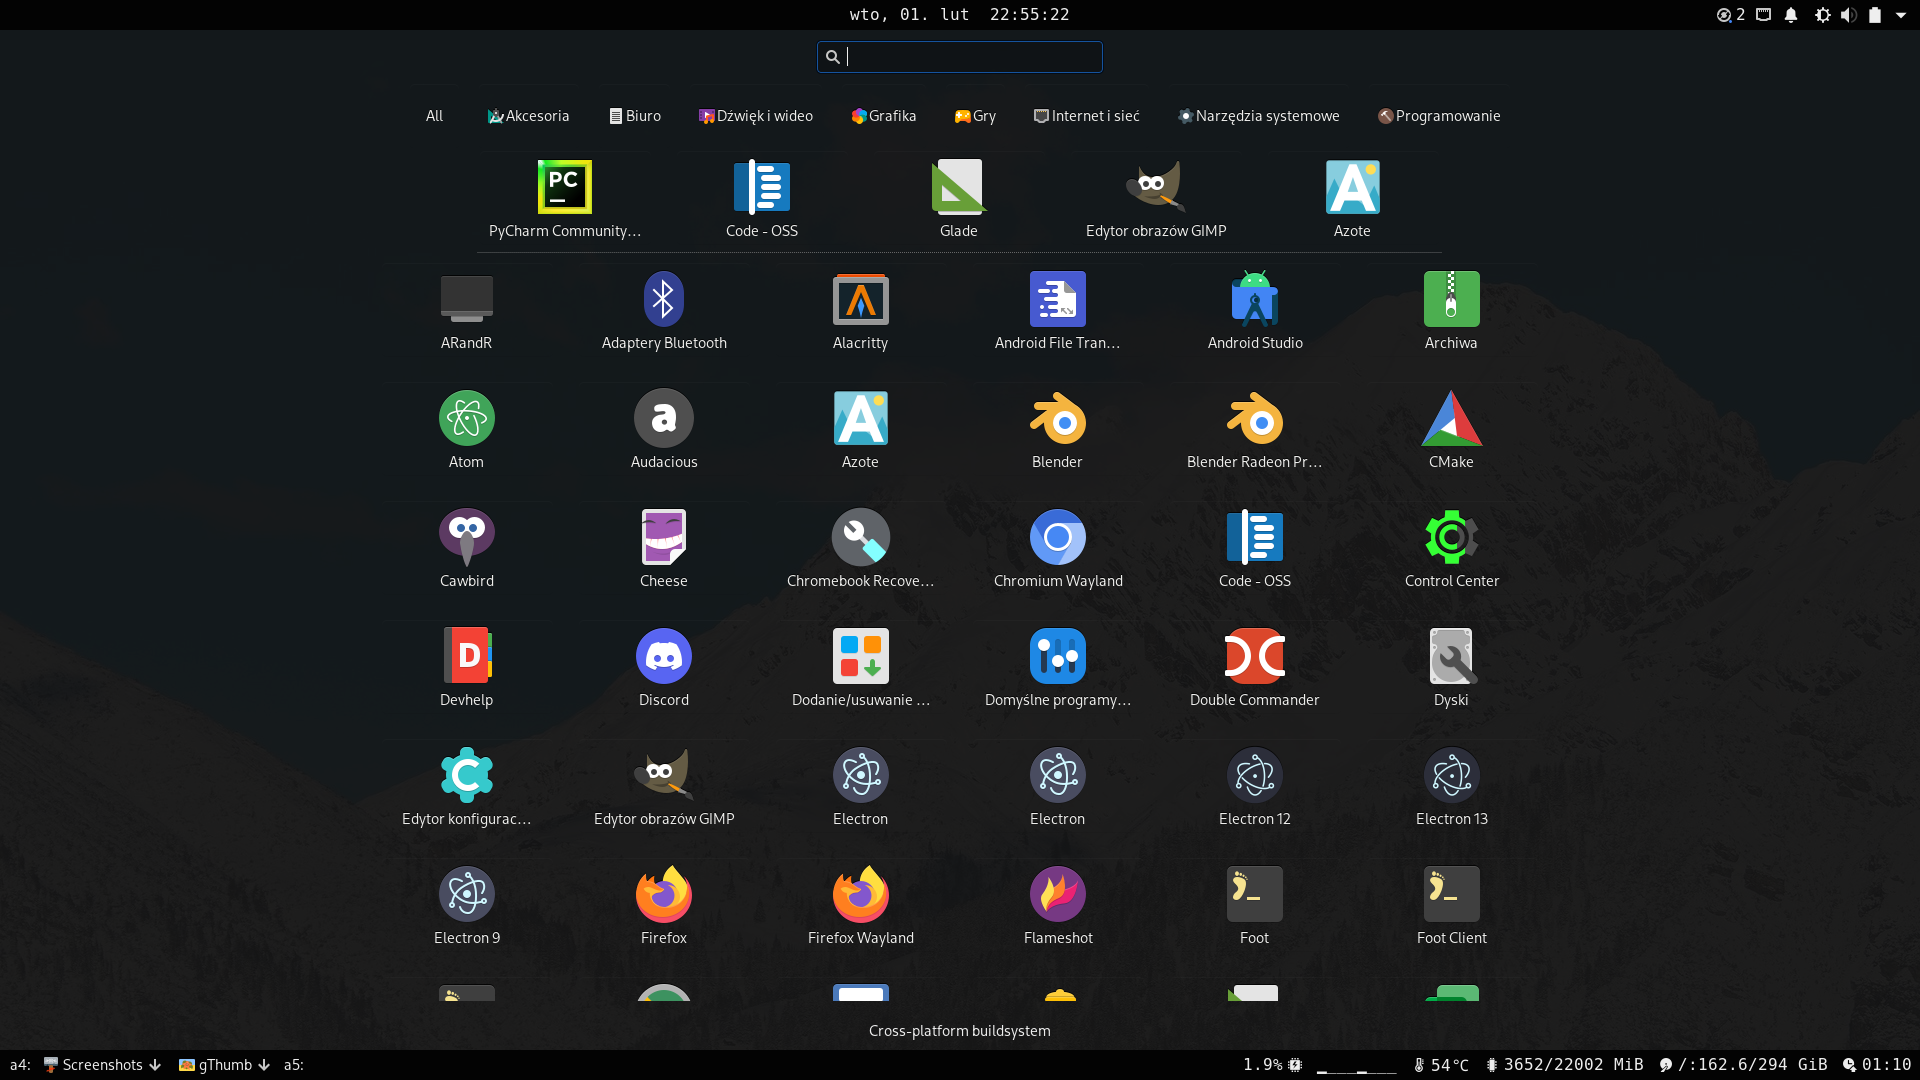 wto, 01. lut 22:55:22
2
All Akcesoria Biuro Dźwięk i wideo Grafika Gry Internet i sieć Narzędzia systemowe Programowanie
PC
PyCharm Community… Code - OSS Glade Edytor obrazów GIMP Azote
ARandR Adaptery Bluetooth Alacritty Android File Tran… Android Studio Archiwa
Atom Audacious Azote Blender Blender Radeon Pr… CMake
Cawbird Cheese Chromebook Recove… Chromium Wayland Code - OSS Control Center
Devhelp Discord Dodanie/usuwanie … Domyślne programy… Double Commander Dyski
Edytor konfigurac… Edytor obrazów GIMP Electron Electron Electron 12 Electron 13
Electron 9 Firefox Firefox Wayland Flameshot Foot Foot Client
Cross-platform buildsystem
a4: Screenshots ↓ gThumb ↓ a5: 1.9% 54°C 3652/22002 MiB /:162.6/294 GiB 01:10